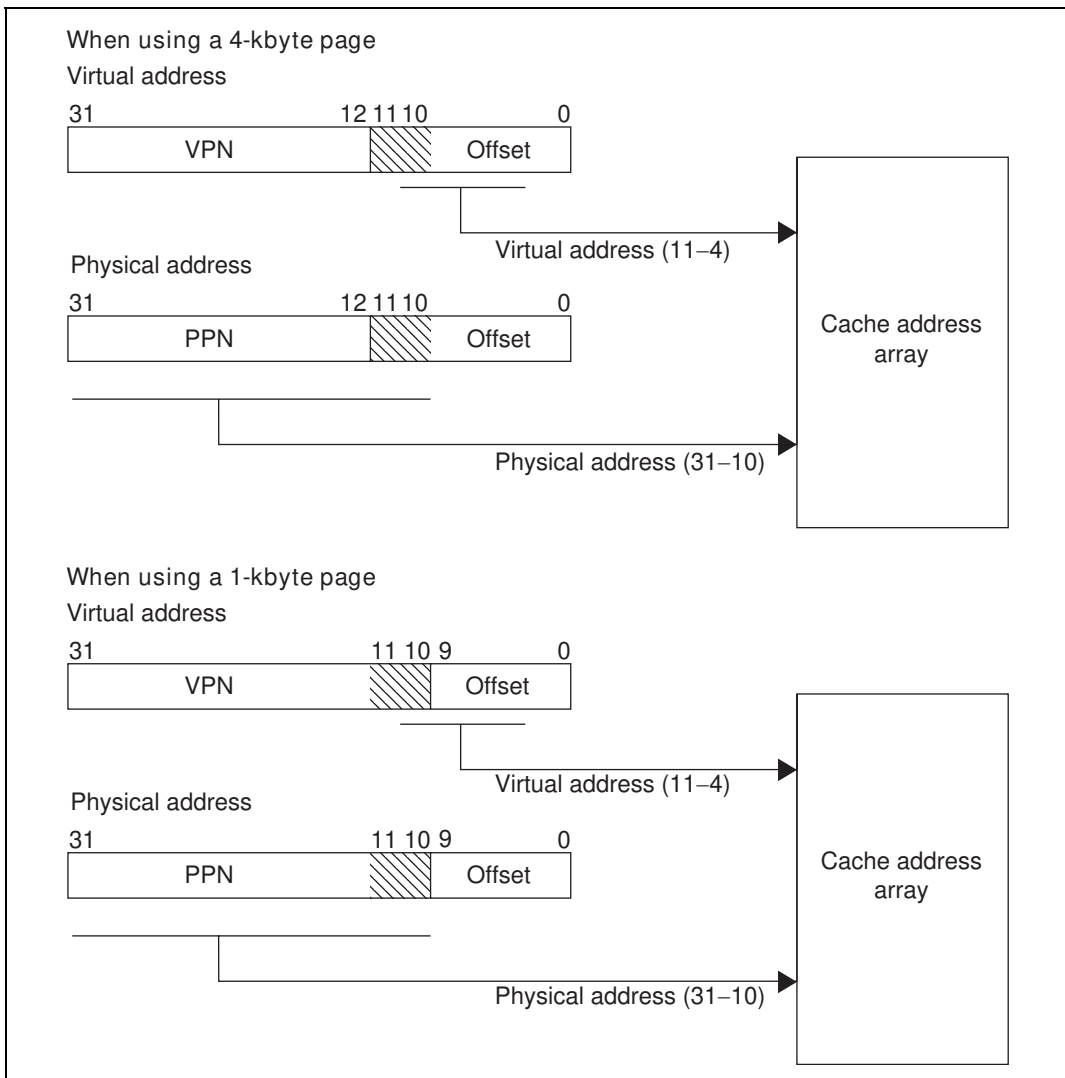 When using a 4-kbyte page
Virtual address
31 12 11 10 0
VPN Offset
Virtual address (11–4)
Physical address
31 12 11 10 0
PPN Offset
Cache address
array
Physical address (31–10)
When using a 1-kbyte page
Virtual address
31 11 10 9 0
VPN Offset
Virtual address (11–4)
Physical address
31 11 10 9 0
PPN Offset
Cache address
array
Physical address (31–10)